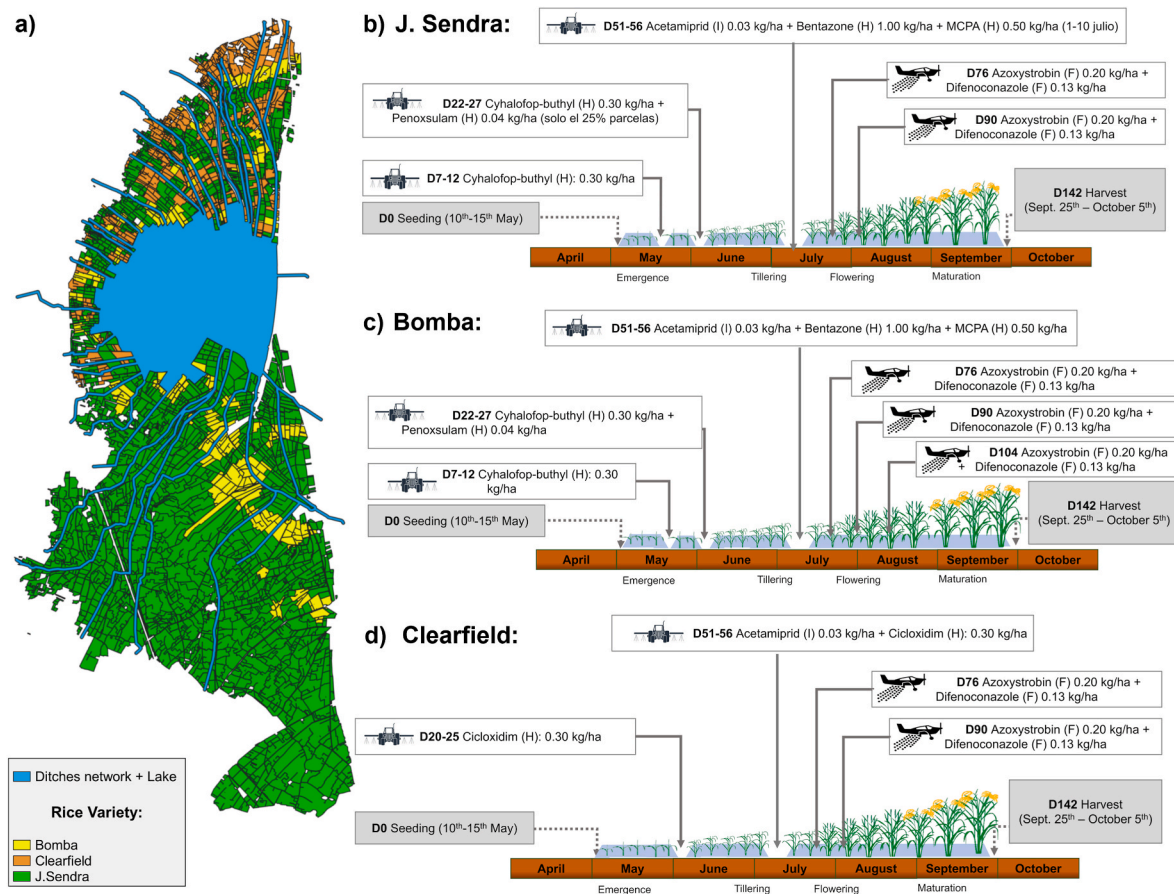 a)
Ditches network + Lake
Rice Variety:
Bomba
Clearfield
J.Sendra
b) J. Sendra:
D51-56 Acetamiprid (I) 0.03 kg/ha + Bentazone (H) 1.00 kg/ha + MCPA (H) 0.50 kg/ha (1-10 julio)
D76 Azoxystrobin (F) 0.20 kg/ha +
Difenoconazole (F) 0.13 kg/ha
D22-27 Cyhalofop-buthyl (H) 0.30 kg/ha +
Penoxsulam (H) 0.04 kg/ha (solo el 25% parcelas)
D90 Azoxystrobin (F) 0.20 kg/ha +
Difenoconazole (F) 0.13 kg/ha
D7-12 Cyhalofop-buthyl (H): 0.30 kg/ha
D0 Seeding (10th-15th May)
D142 Harvest
(Sept. 25th – October 5th)
April May June July August September October
Emergence Tillering Flowering Maturation
c) Bomba:
D51-56 Acetamiprid (I) 0.03 kg/ha + Bentazone (H) 1.00 kg/ha + MCPA (H) 0.50 kg/ha
D76 Azoxystrobin (F) 0.20 kg/ha +
Difenoconazole (F) 0.13 kg/ha
D22-27 Cyhalofop-buthyl (H) 0.30 kg/ha +
Penoxsulam (H) 0.04 kg/ha
D90 Azoxystrobin (F) 0.20 kg/ha +
Difenoconazole (F) 0.13 kg/ha
D104 Azoxystrobin (F) 0.20 kg/ha
+ Difenoconazole (F) 0.13 kg/ha
D7-12 Cyhalofop-buthyl (H): 0.30
kg/ha
D0 Seeding (10th-15th May)
D142 Harvest
(Sept. 25th – October 5th)
April May June July August September October
Emergence Tillering Flowering Maturation
d) Clearfield:
D51-56 Acetamiprid (I) 0.03 kg/ha + Cicloxidim (H): 0.30 kg/ha
D76 Azoxystrobin (F) 0.20 kg/ha +
Difenoconazole (F) 0.13 kg/ha
D20-25 Cicloxidim (H): 0.30 kg/ha
D90 Azoxystrobin (F) 0.20 kg/ha +
Difenoconazole (F) 0.13 kg/ha
D0 Seeding (10th-15th May)
D142 Harvest
(Sept. 25th – October 5th)
April May June July August September October
Emergence Tillering Flowering Maturation